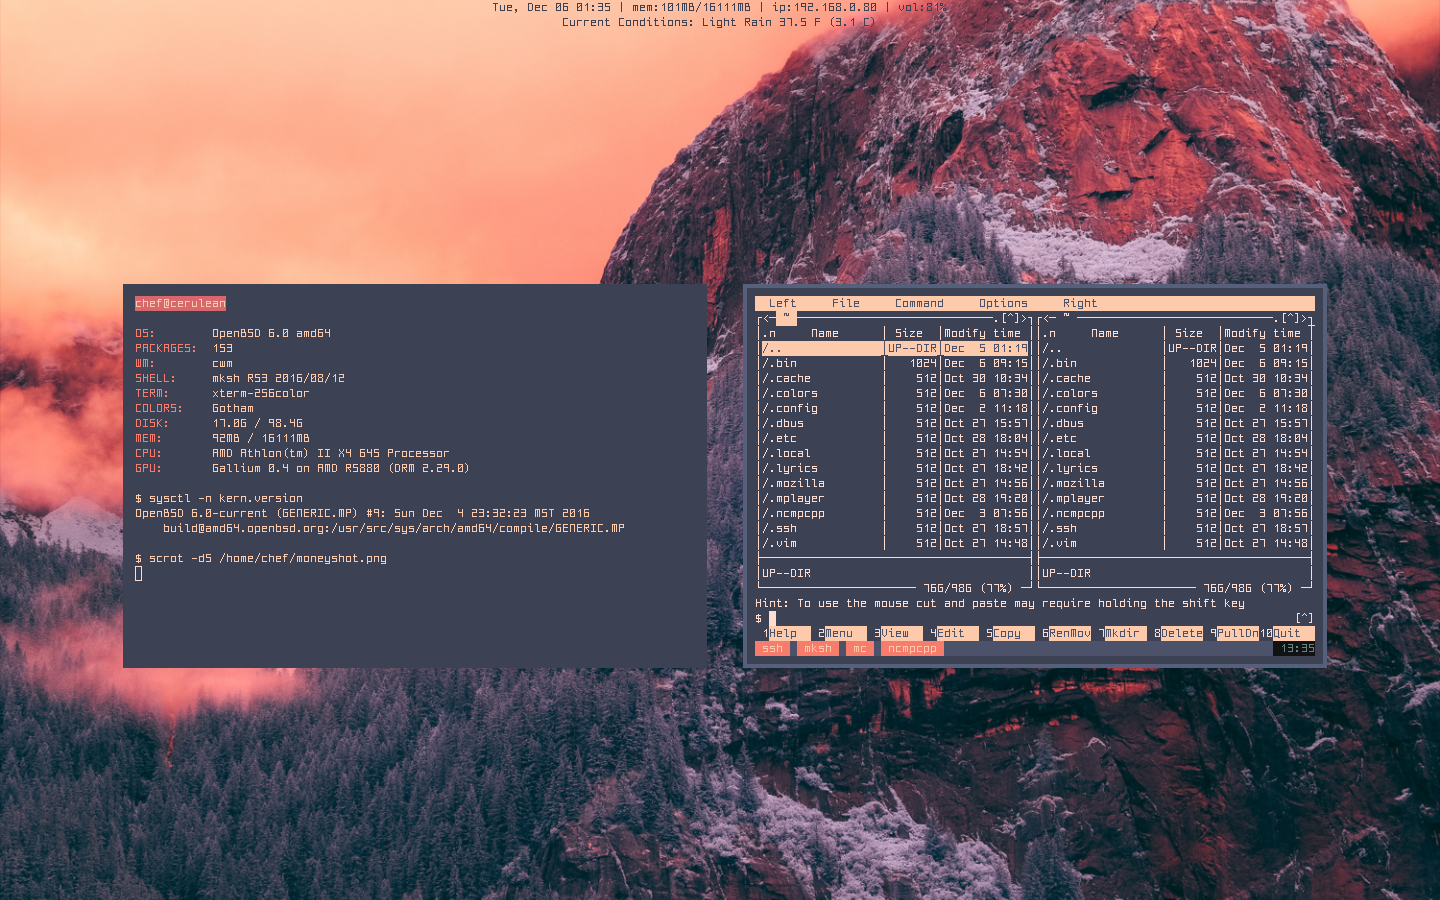 Tue, Dec 06 01:35 | mem:101MB/16111MB | ip:192.168.0.80 | vol:81%
Current Conditions: Light Rain 37.5 F (3.1 C)
chef@cerulean
OS: OpenBSD 6.0 amd64
PACKAGES: 153
WM: cwm
SHELL: mksh R53 2016/08/12
TERM: xterm-256color
COLORS: Gotham
DISK: 17.0G / 98.4G
MEM: 92MB / 16111MB
CPU: AMD Athlon(tm) II X4 645 Processor
GPU: Gallium 0.4 on AMD RS880 (DRM 2.29.0)
$ sysctl -n kern.version
OpenBSD 6.0-current (GENERIC.MP) #9: Sun Dec  4 23:32:23 MST 2016
build@amd64.openbsd.org:/usr/src/sys/arch/amd64/compile/GENERIC.MP
$ scrot -d5 /home/chef/moneyshot.png
Left File Command Options Right
<- ~ .[^]> <- ~ .[^]>
.n Name | Size |Modify time .n Name | Size |Modify time
/.. |UP--DIR|Dec  5 01:19 /.. |UP--DIR|Dec  5 01:19
/.bin | 1024|Dec  6 09:15 /.bin | 1024|Dec  6 09:15
/.cache | 512|Oct 30 10:34 /.cache | 512|Oct 30 10:34
/.colors | 512|Dec  6 07:30 /.colors | 512|Dec  6 07:30
/.config | 512|Dec  2 11:18 /.config | 512|Dec  2 11:18
/.dbus | 512|Oct 27 15:57 /.dbus | 512|Oct 27 15:57
/.etc | 512|Oct 28 18:04 /.etc | 512|Oct 28 18:04
/.local | 512|Oct 27 14:54 /.local | 512|Oct 27 14:54
/.lyrics | 512|Oct 27 18:42 /.lyrics | 512|Oct 27 18:42
/.mozilla | 512|Oct 27 14:56 /.mozilla | 512|Oct 27 14:56
/.mplayer | 512|Oct 28 19:20 /.mplayer | 512|Oct 28 19:20
/.ncmpcpp | 512|Dec  3 07:56 /.ncmpcpp | 512|Dec  3 07:56
/.ssh | 512|Oct 27 18:57 /.ssh | 512|Oct 27 18:57
/.vim | 512|Oct 27 14:48 /.vim | 512|Oct 27 14:48
UP--DIR UP--DIR
76G/98G (77%) 76G/98G (77%)
Hint: To use the mouse cut and paste may require holding the shift key
$ [^]
1Help 2Menu 3View 4Edit 5Copy 6RenMov 7Mkdir 8Delete 9PullDn 10Quit
ssh mksh mc ncmpcpp 13:35